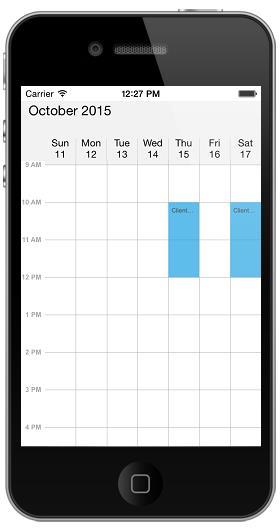 Carrier 12:27 PM
October 2015
Sun Mon Tue Wed Thu Fri Sat
11 12 13 14 15 16 17
9 AM
10 AM
Client... Client...
11 AM
12 PM
1 PM
2 PM
3 PM
4 PM